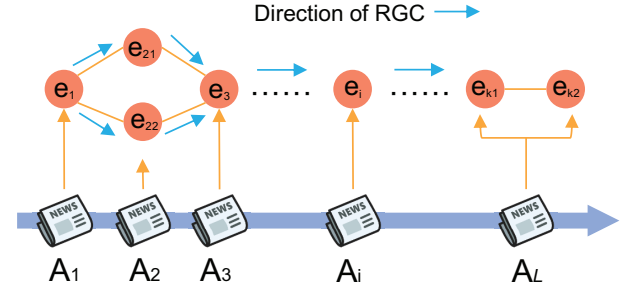 Direction of RGC
e21
e1 e3 ...... ei ...... ek1 ek2
e22
NEWS NEWS NEWS NEWS NEWS
A1 A2 A3 Ai AL